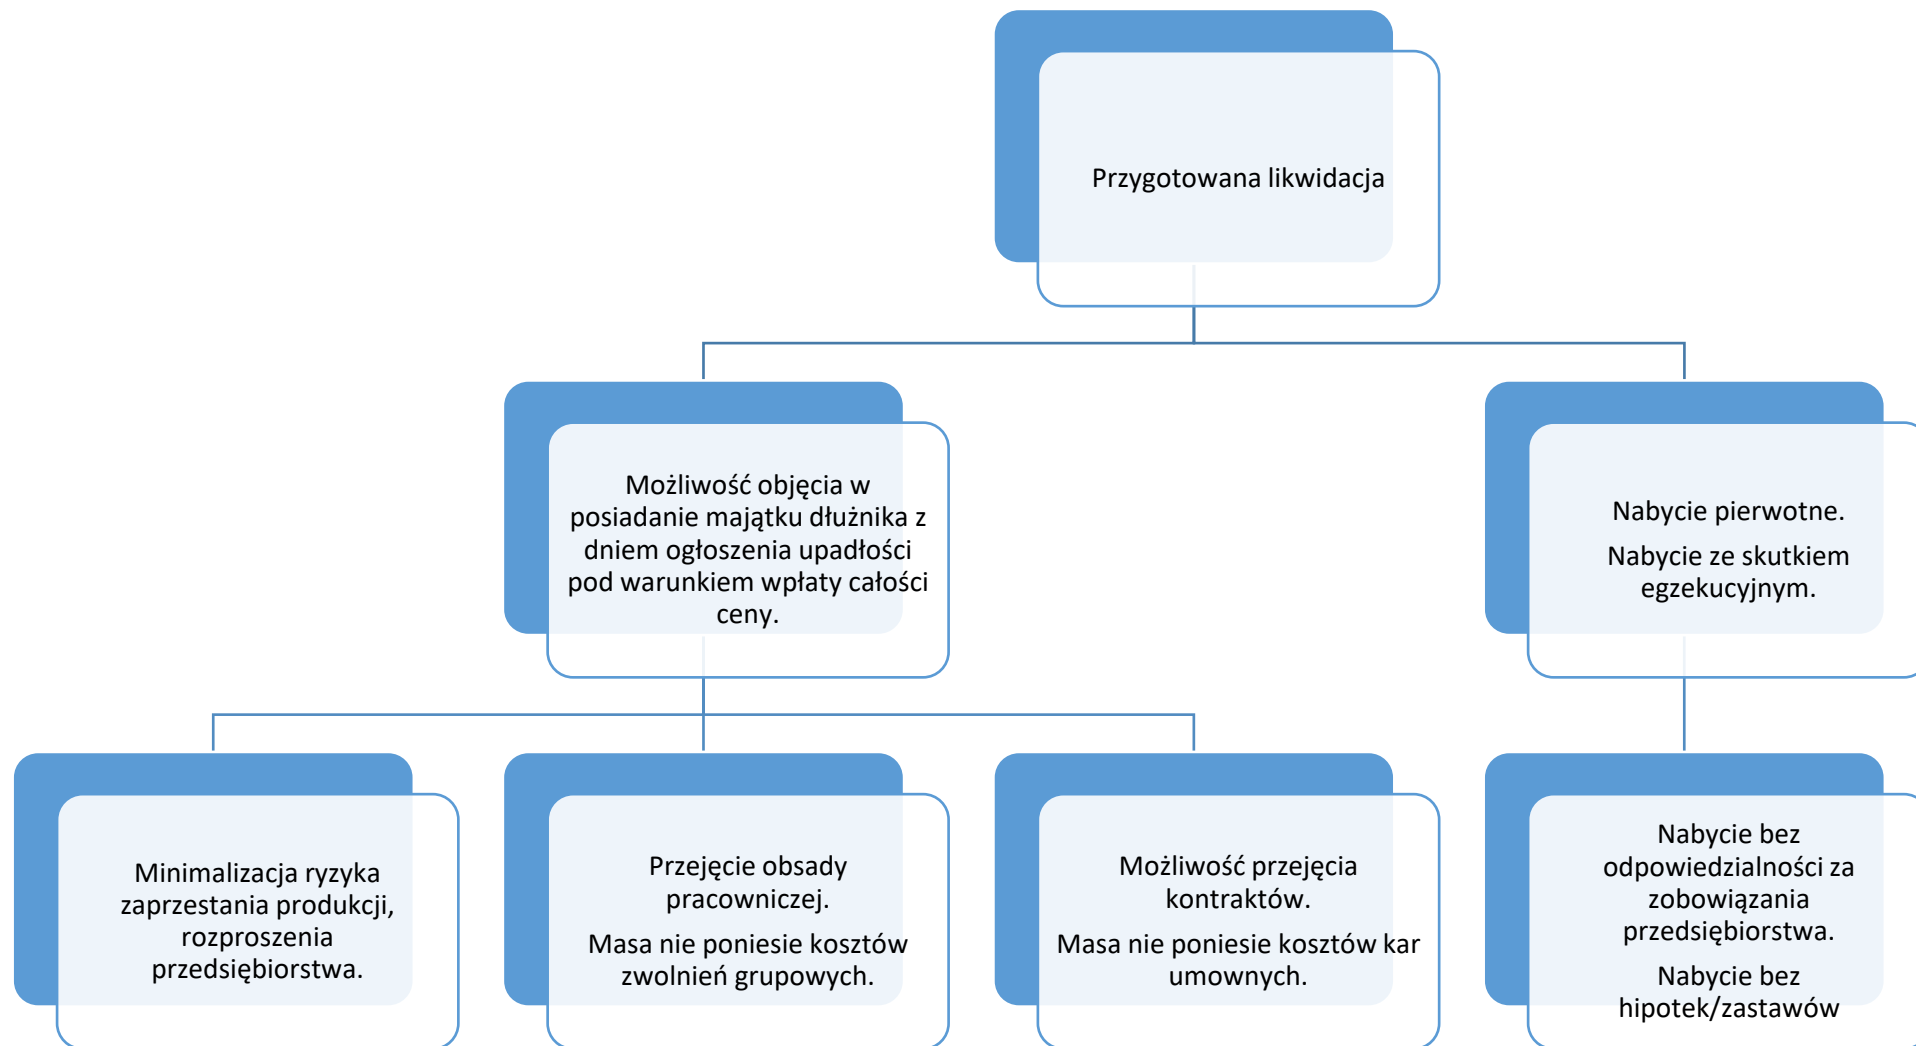 Przygotowana likwidacja
Możliwość objęcia w
posiadanie majątku dłużnika z
dniem ogłoszenia upadłości
pod warunkiem wpłaty całości
ceny.
Nabycie pierwotne.
Nabycie ze skutkiem
egzekucyjnym.
Minimalizacja ryzyka
zaprzestania produkcji,
rozproszenia
przedsiębiorstwa.
Przejęcie obsady
pracowniczej.
Masa nie poniesie kosztów
zwolnień grupowych.
Możliwość przejęcia
kontraktów.
Masa nie poniesie kosztów kar
umownych.
Nabycie bez
odpowiedzialności za
zobowiązania
przedsiębiorstwa.
Nabycie bez
hipotek/zastawów